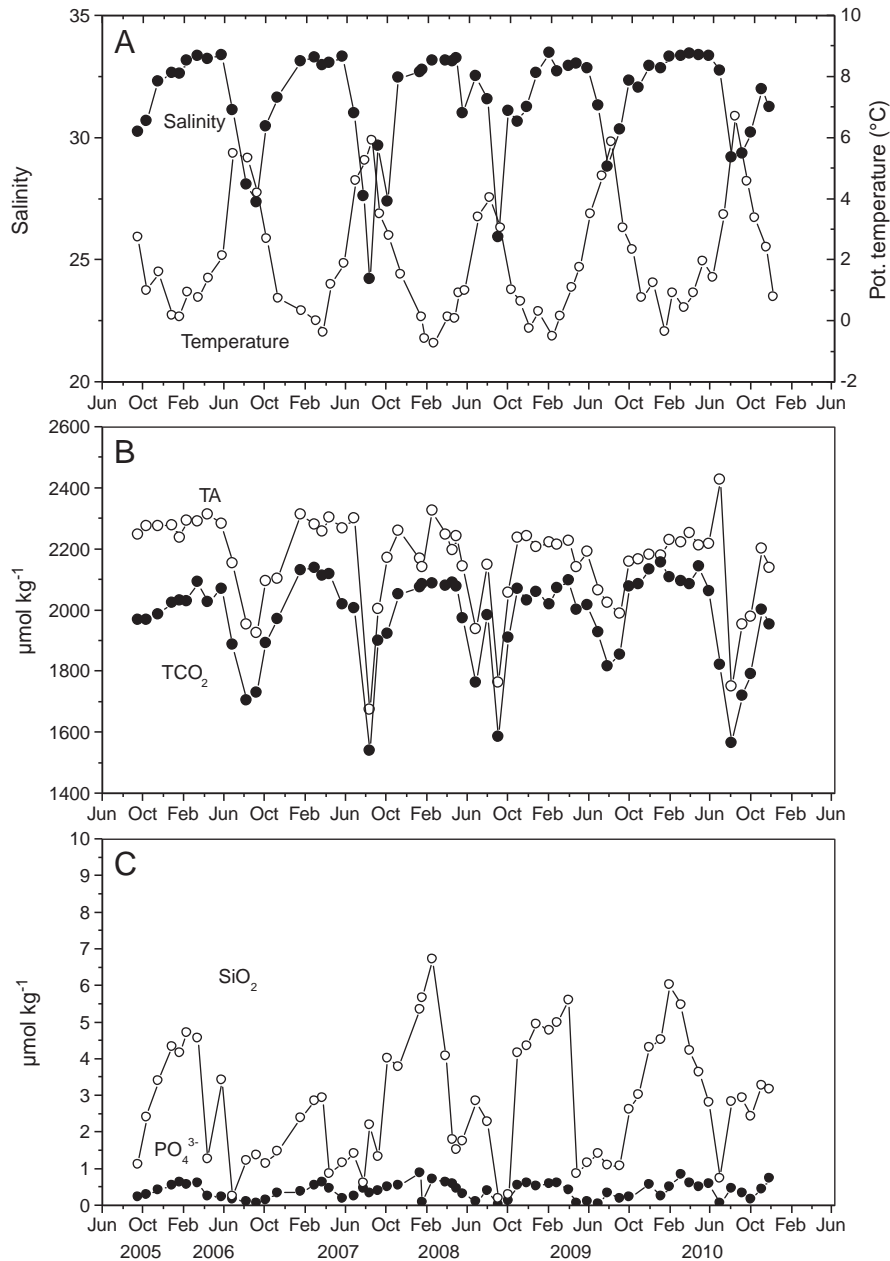 A
Salinity
Temperature
Salinity
Pot. temperature (°C)
35
30
25
20
10
8
6
4
2
0
-2
Jun Oct Feb Jun Oct Feb Jun Oct Feb Jun Oct Feb Jun Oct Feb Jun Oct Feb Jun
B
TA
TCO2
µmol kg-1
2600
2400
2200
2000
1800
1600
1400
Jun Oct Feb Jun Oct Feb Jun Oct Feb Jun Oct Feb Jun Oct Feb Jun Oct Feb Jun
C
SiO2
PO43-
µmol kg-1
10
9
8
7
6
5
4
3
2
1
0
Jun Oct Feb Jun Oct Feb Jun Oct Feb Jun Oct Feb Jun Oct Feb Jun Oct Feb Jun
2005 2006 2007 2008 2009 2010